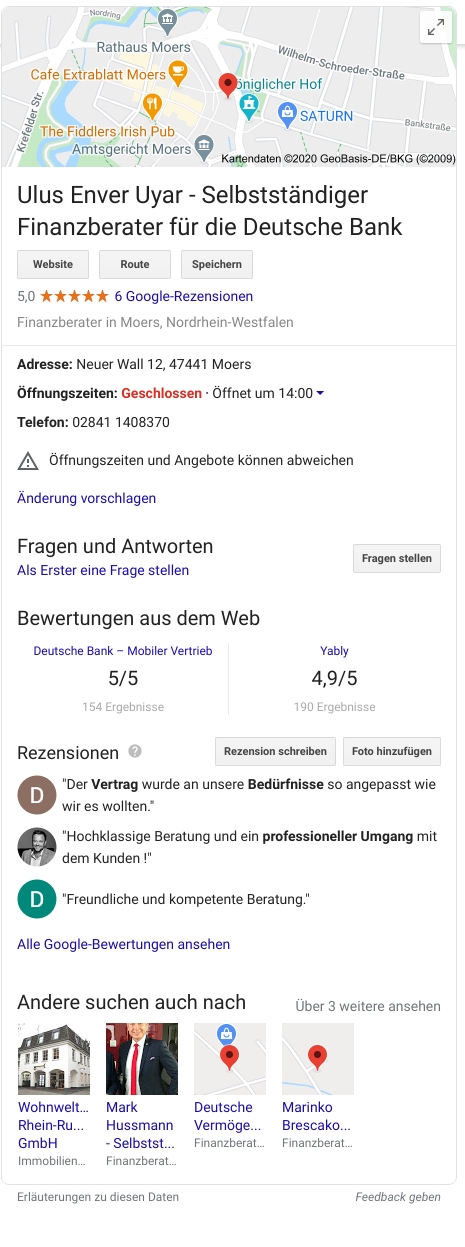 Nordring
Rathaus Moers
Wilhelm-Schroeder-Straße
Cafe Extrablatt Moers
öniglicher Hof
Krefelder Str.
SATURN
The Fiddlers Irish Pub
Bankstraße
Amtsgericht Moers
Kartendaten ©2020 GeoBasis-DE/BKG (©2009)
Ulus Enver Uyar - Selbstständiger
Finanzberater für die Deutsche Bank
Website Route Speichern
5,0 ★★★★★ 6 Google-Rezensionen
Finanzberater in Moers, Nordrhein-Westfalen
Adresse: Neuer Wall 12, 47441 Moers
Öffnungszeiten: Geschlossen · Öffnet um 14:00
Telefon: 02841 1408370
Öffnungszeiten und Angebote können abweichen
Änderung vorschlagen
Fragen und Antworten
Fragen stellen
Als Erster eine Frage stellen
Bewertungen aus dem Web
Deutsche Bank – Mobiler Vertrieb Yably
5/5 4,9/5
154 Ergebnisse 190 Ergebnisse
Rezensionen ? Rezension schreiben Foto hinzufügen
D "Der Vertrag wurde an unsere Bedürfnisse so angepasst wie
wir es wollten."
"Hochklassige Beratung und ein professioneller Umgang mit
dem Kunden !"
D "Freundliche und kompetente Beratung."
Alle Google-Bewertungen ansehen
Andere suchen auch nach Über 3 weitere ansehen
Wohnwelt... Mark Deutsche Marinko
Rhein-Ru... Hussmann Vermöge... Brescako...
GmbH - Selbstst... Finanzberat... Finanzberat...
Immobilien... Finanzberat...
Erläuterungen zu diesen Daten Feedback geben